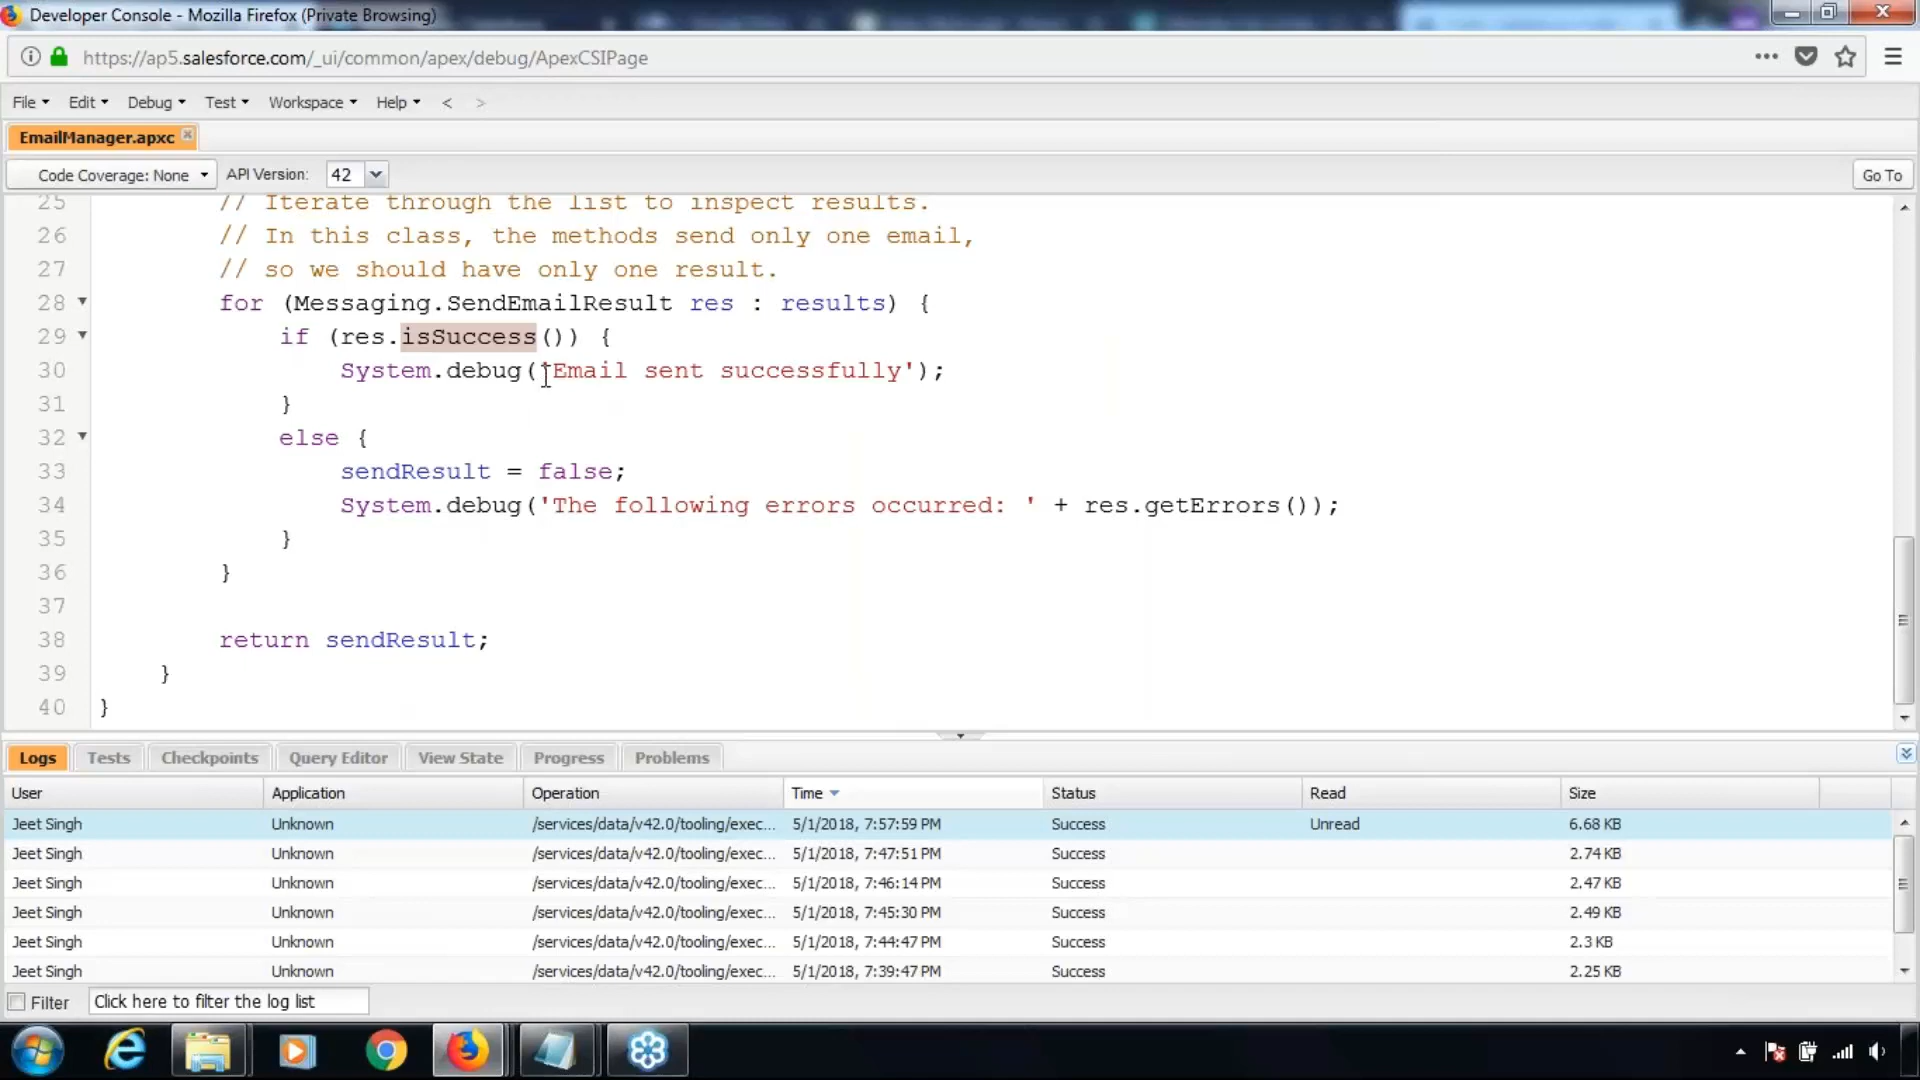 Developer Console - Mozilla Firefox (Private Browsing)
https://ap5.salesforce.com/_ui/common/apex/debug/ApexCSIPage
File Edit Debug Test Workspace Help < >
EmailManager.apxc
Code Coverage: None API Version: 42 Go To
25 // Iterate through the list to inspect results.
26 // In this class, the methods send only one email,
27 // so we should have only one result.
28 for (Messaging.SendEmailResult res : results) {
29 if (res.isSuccess()) {
30 System.debug('Email sent successfully');
31 }
32 else {
33 sendResult = false;
34 System.debug('The following errors occurred: ' + res.getErrors());
35 }
36 }
37
38 return sendResult;
39 }
40 }
Logs Tests Checkpoints Query Editor View State Progress Problems
User Application Operation Time Status Read Size
Jeet Singh Unknown /services/data/v42.0/tooling/exec... 5/1/2018, 7:57:59 PM Success Unread 6.68 KB
Jeet Singh Unknown /services/data/v42.0/tooling/exec... 5/1/2018, 7:47:51 PM Success 2.74 KB
Jeet Singh Unknown /services/data/v42.0/tooling/exec... 5/1/2018, 7:46:14 PM Success 2.47 KB
Jeet Singh Unknown /services/data/v42.0/tooling/exec... 5/1/2018, 7:45:30 PM Success 2.49 KB
Jeet Singh Unknown /services/data/v42.0/tooling/exec... 5/1/2018, 7:44:47 PM Success 2.3 KB
Jeet Singh Unknown /services/data/v42.0/tooling/exec... 5/1/2018, 7:39:47 PM Success 2.25 KB
Filter Click here to filter the log list